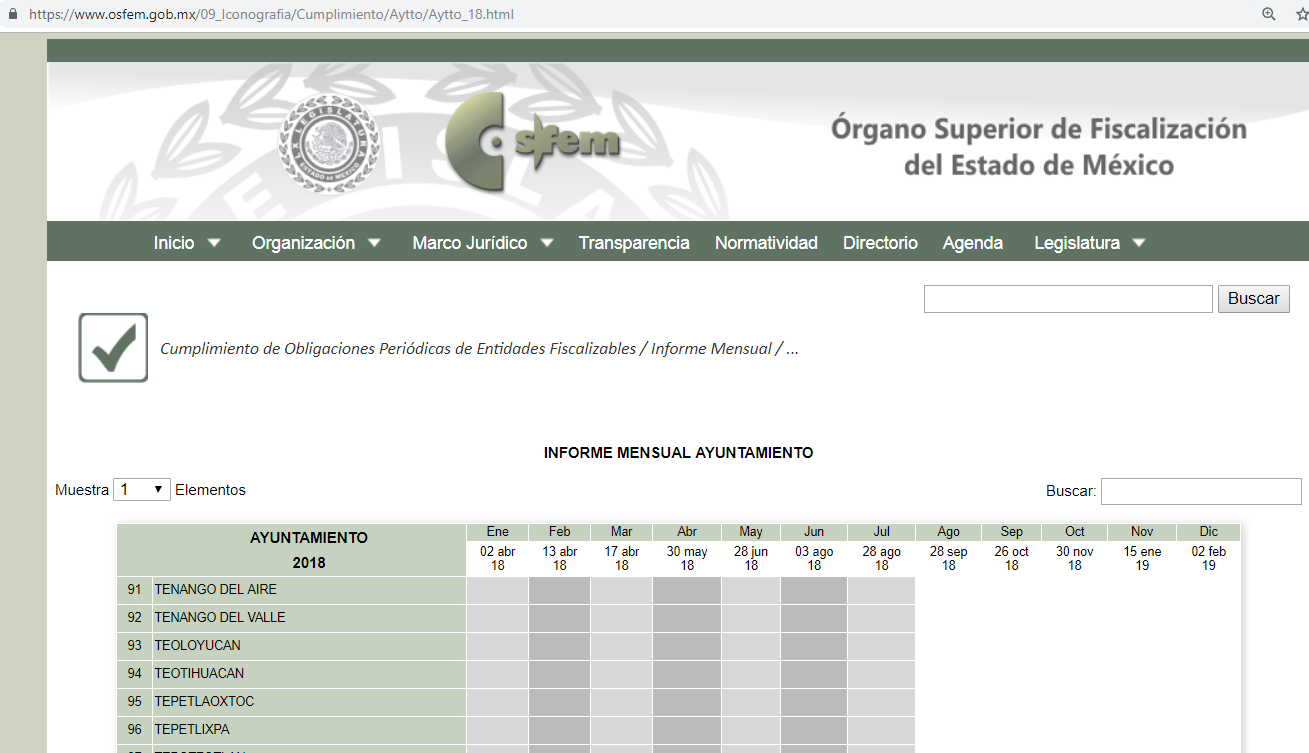 https://www.osfem.gob.mx/09_Iconografia/Cumplimiento/Aytto/Aytto_18.html
LEGISLATURA
ESTADO DE MÉXICO
Osfem
Órgano Superior de Fiscalización
del Estado de México
Inicio Organización Marco Jurídico Transparencia Normatividad Directorio Agenda Legislatura
Buscar
Cumplimiento de Obligaciones Periódicas de Entidades Fiscalizables / Informe Mensual / ...
INFORME MENSUAL AYUNTAMIENTO
Muestra 1 Elementos
Buscar:
AYUNTAMIENTO
2018
Ene Feb Mar Abr May Jun Jul Ago Sep Oct Nov Dic
02 abr 13 abr 17 abr 30 may 28 jun 03 ago 28 ago 28 sep 26 oct 30 nov 15 ene 02 feb
18 18 18 18 18 18 18 18 18 18 19 19
91 TENANGO DEL AIRE
92 TENANGO DEL VALLE
93 TEOLOYUCAN
94 TEOTIHUACAN
95 TEPETLAOXTOC
96 TEPETLIXPA